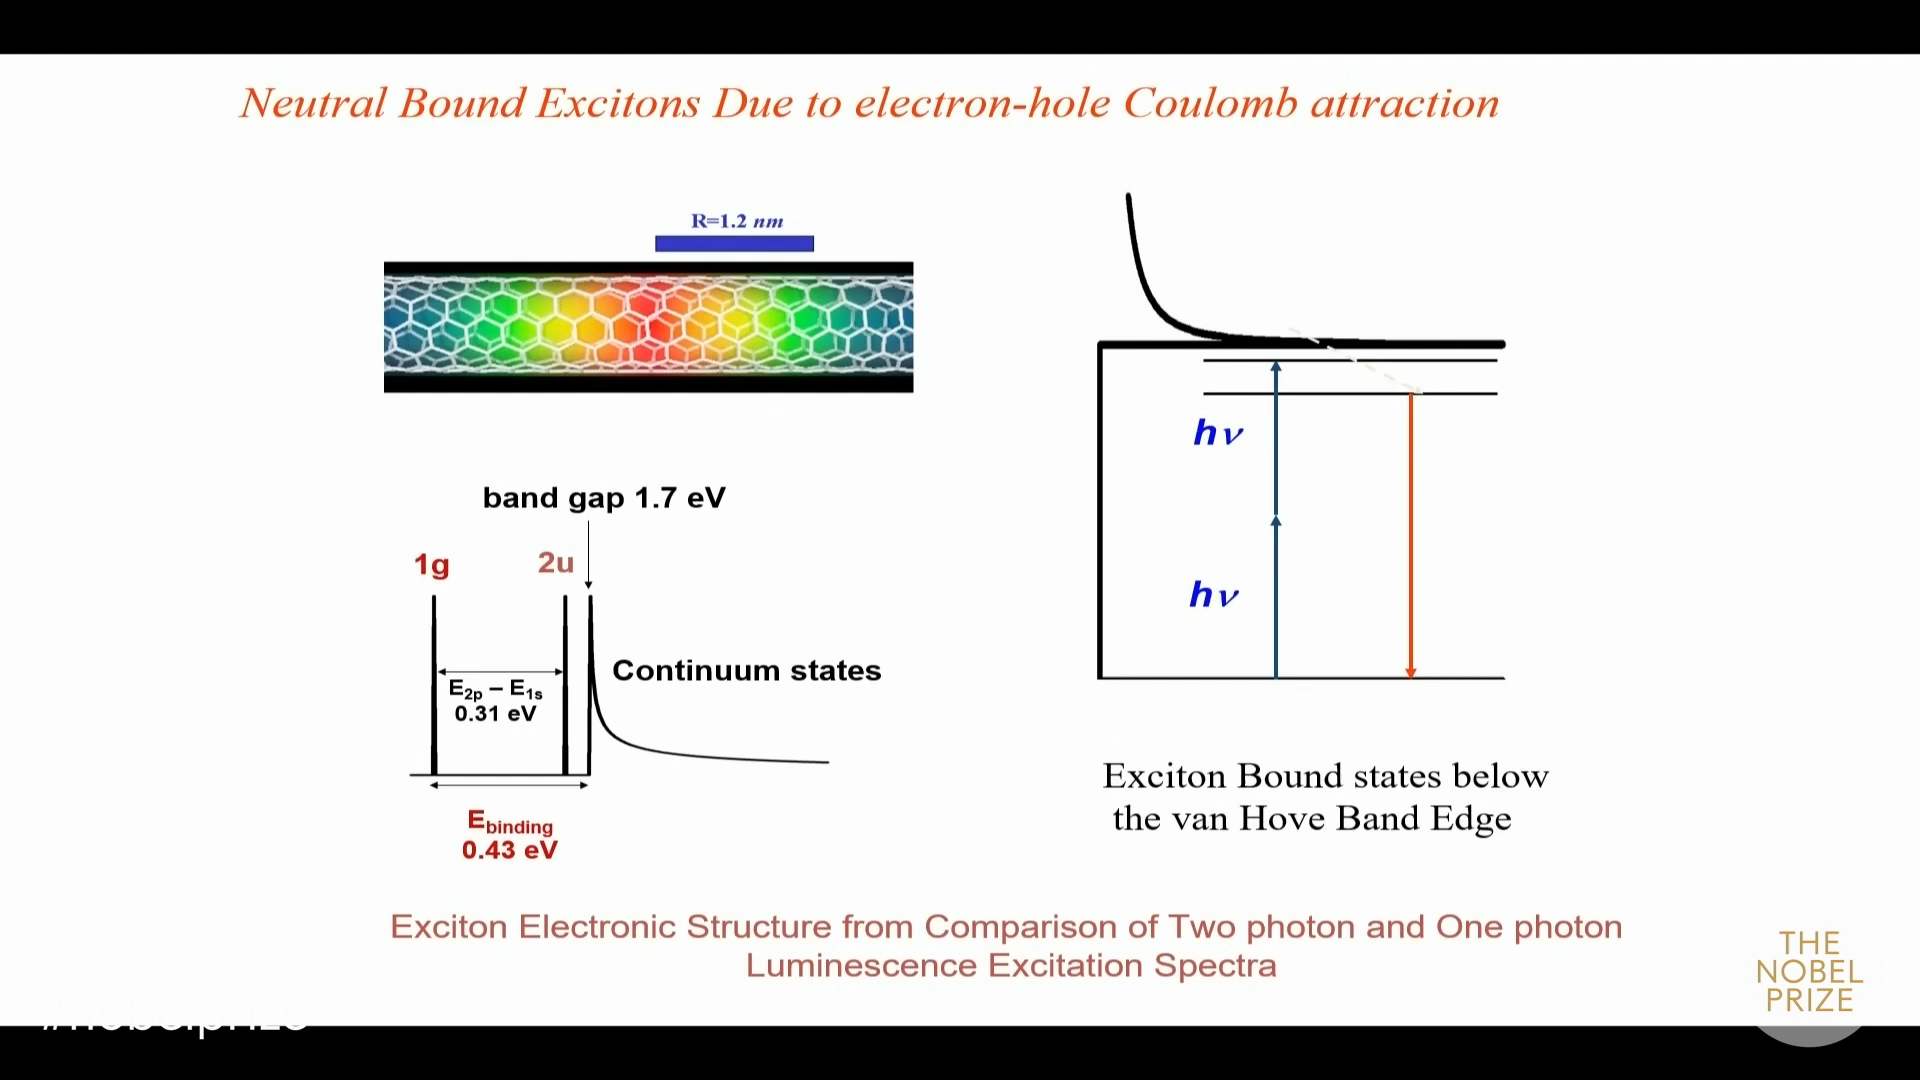 Neutral Bound Excitons Due to electron-hole Coulomb attraction
R=1.2 nm
band gap 1.7 eV
1g
2u
Continuum states
E2p – E1s
0.31 eV
Ebinding
0.43 eV
hν
hν
Exciton Bound states below
the van Hove Band Edge
Exciton Electronic Structure from Comparison of Two photon and One photon
Luminescence Excitation Spectra
THE
NOBEL
PRIZE
#nobelprize